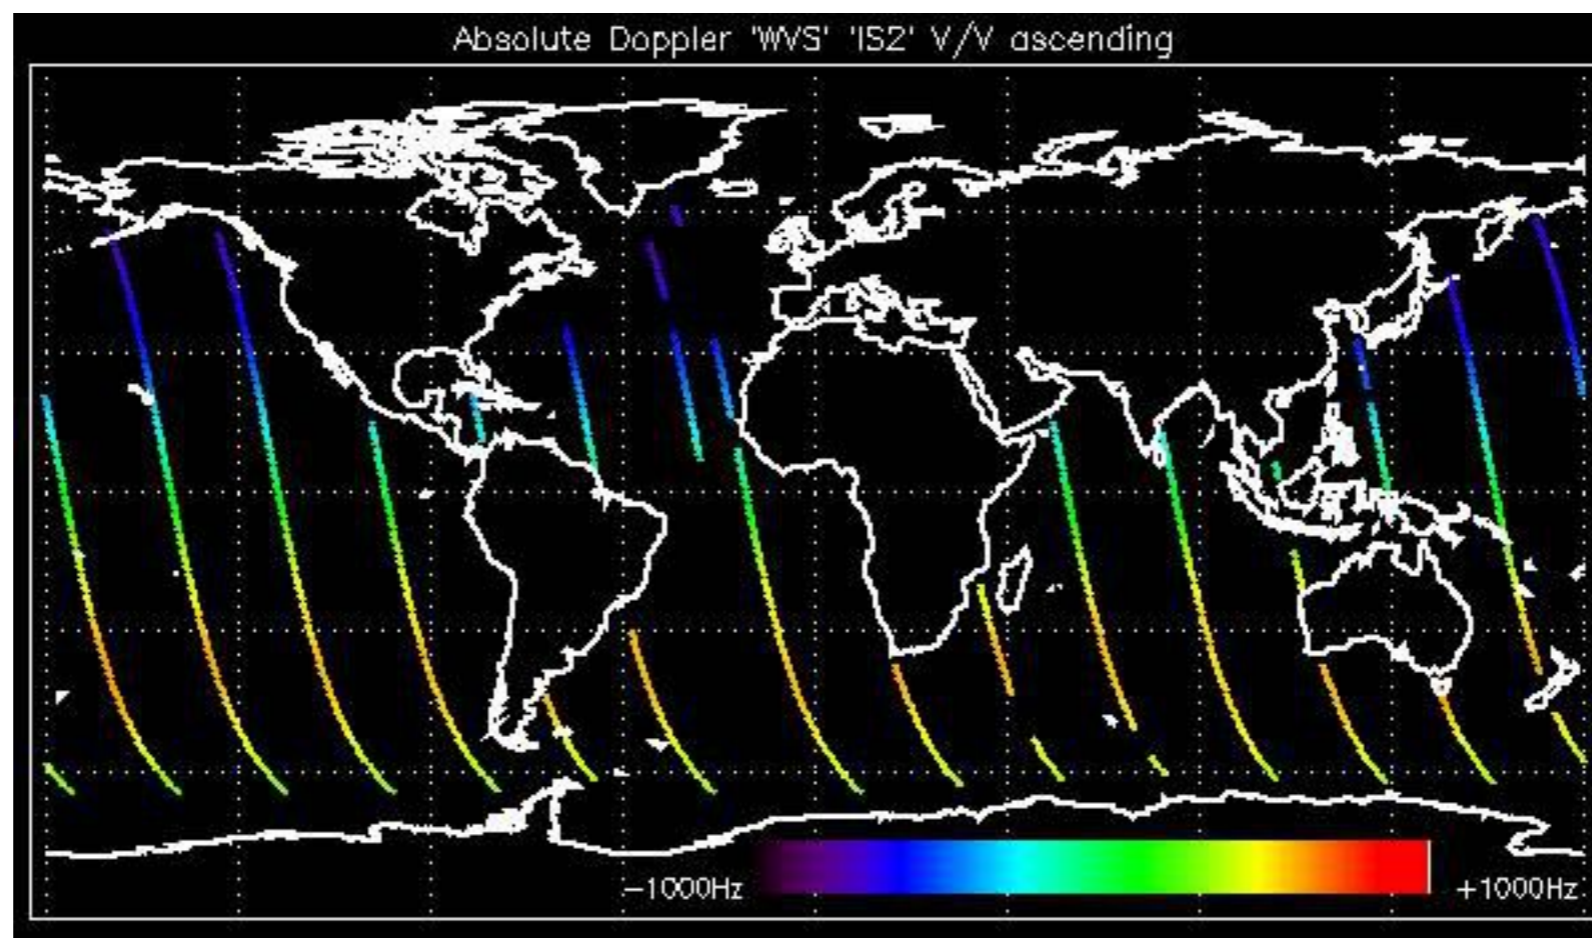 Absolute Doppler 'WVS' 'IS2' V/V ascending
-1000Hz +1000Hz